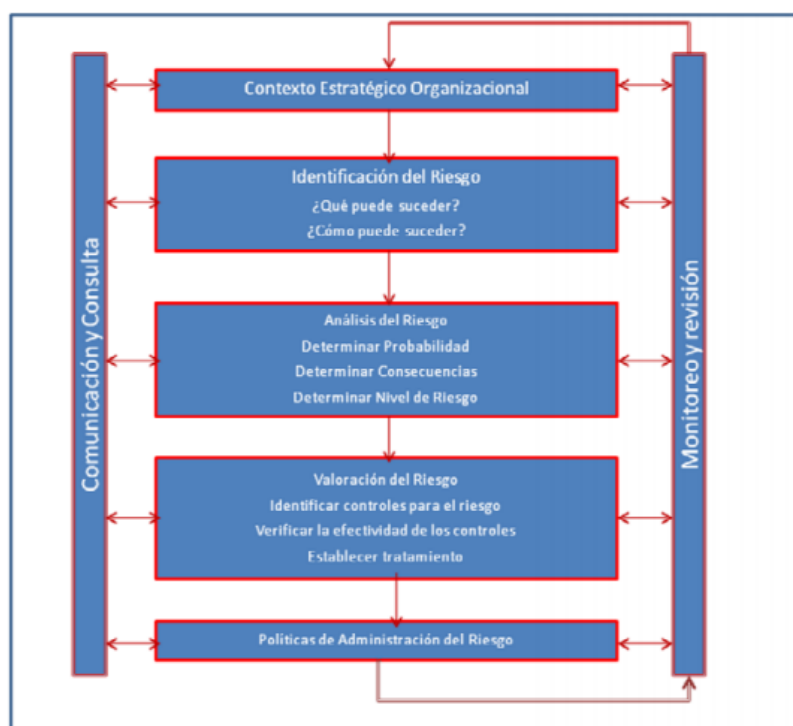 Contexto Estratégico Organizacional
Identificación del Riesgo
¿Qué puede suceder?
¿Cómo puede suceder?
Análisis del Riesgo
Determinar Probabilidad
Determinar Consecuencias
Determinar Nivel de Riesgo
Valoración del Riesgo
Identificar controles para el riesgo
Verificar la efectividad de los controles
Establecer tratamiento
Políticas de Administración del Riesgo
Comunicación y Consulta
Monitoreo y revisión